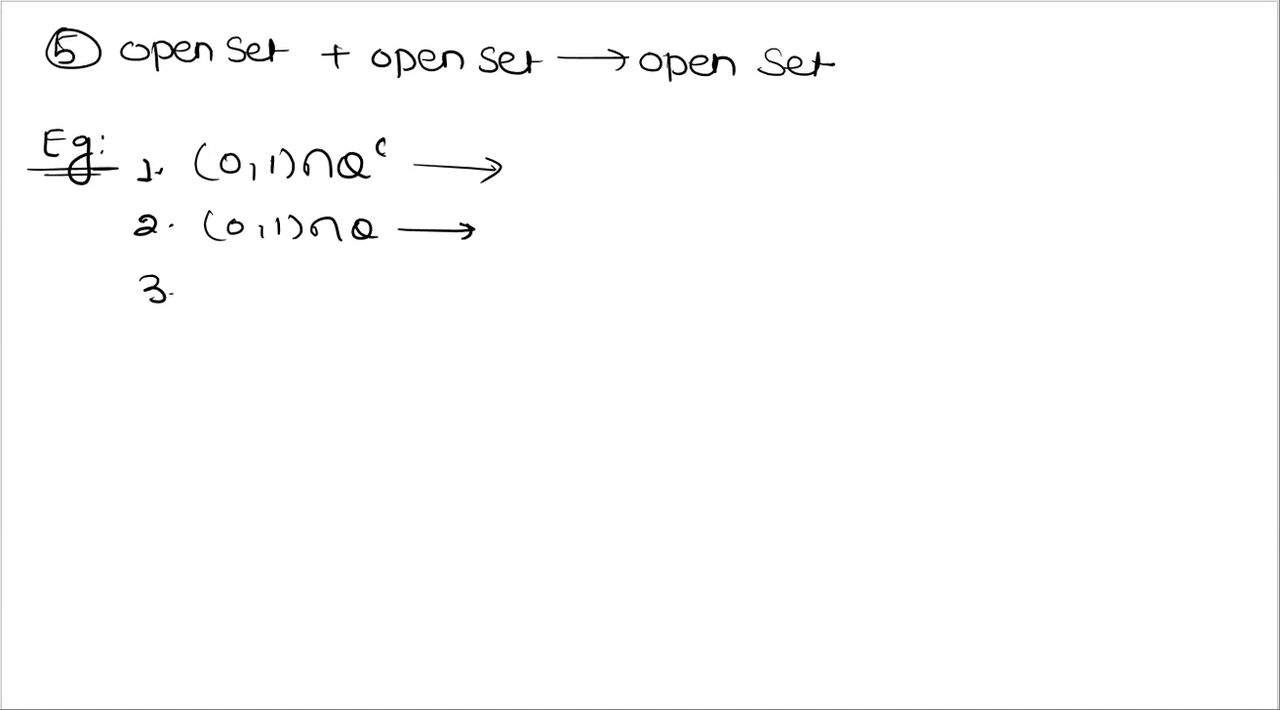 ⑤ open set + open set → open set
Eg: 1. (0,1)∩Q^c →
2. (0,1)∩Q →
3.